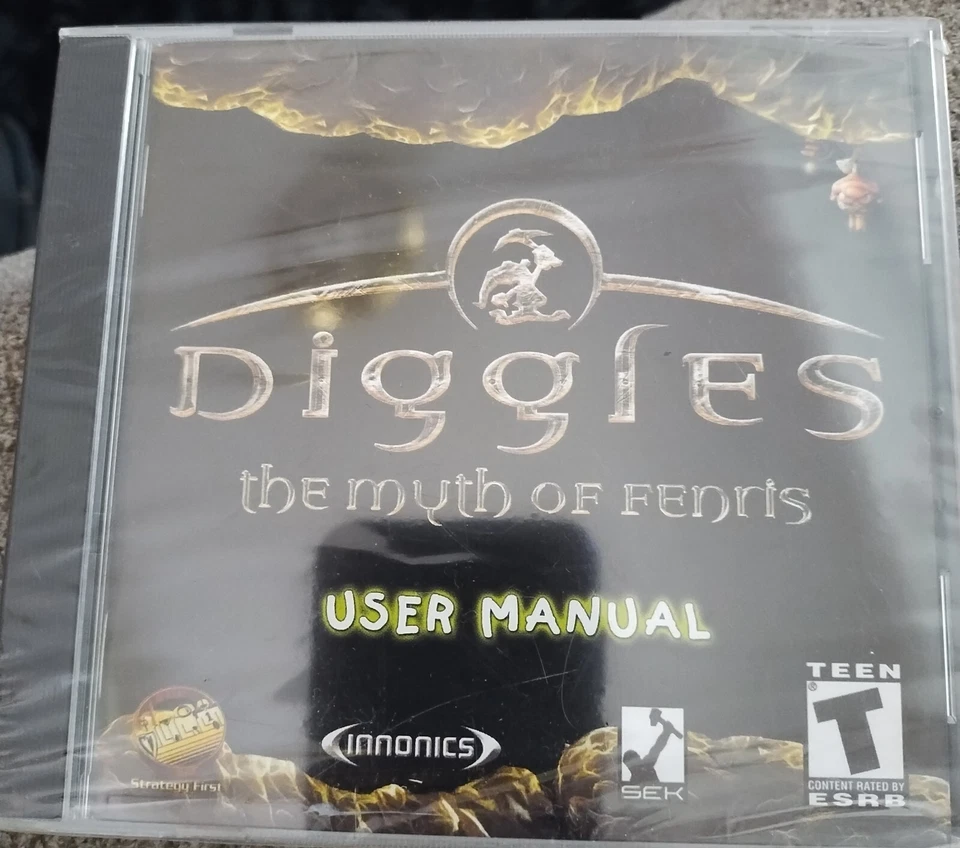 Diggles
the myth of Fenris
USER MANUAL
Strategy First
INNONICS
SEK
TEEN
T
®
CONTENT RATED BY
ESRB